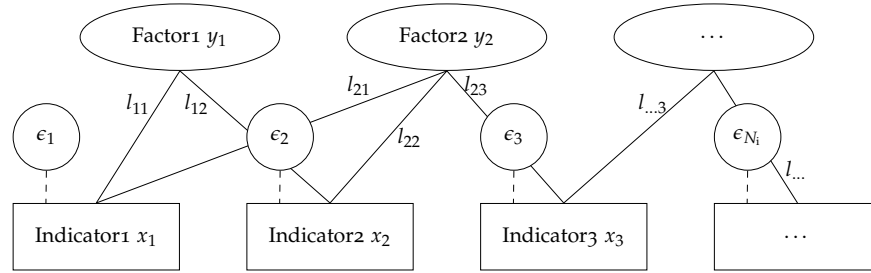 Factor1 y₁ Factor2 y₂ ...
l₁₁ l₁₂ l₂₁ l₂₃ l...₃
ϵ₁ ϵ₂ l₂₂ ϵ₃ ϵ_Nᵢ l...
Indicator1 x₁ Indicator2 x₂ Indicator3 x₃ ...